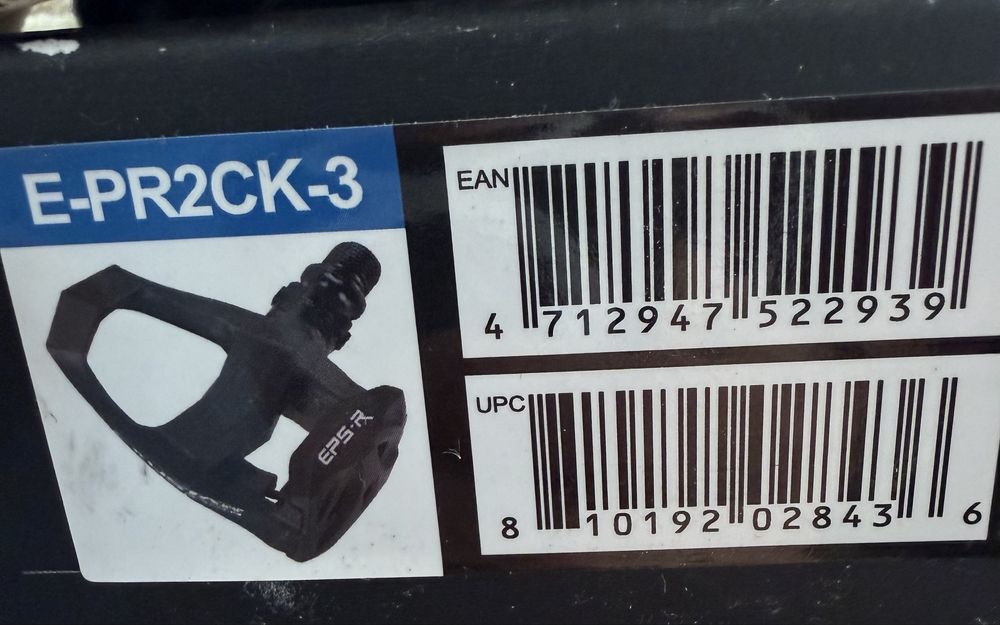 E-PR2CK-3
EPS·R
EAN
4 712947 522939
UPC
8 10192 02843 6